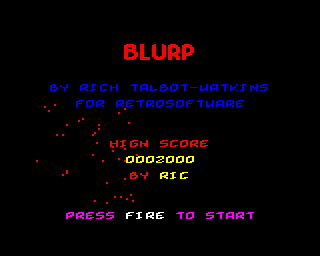 BLURP
BY RICH TALBOT-WATKINS
FOR RETROSOFTWARE
HIGH SCORE
0002000
BY RIC
PRESS FIRE TO START